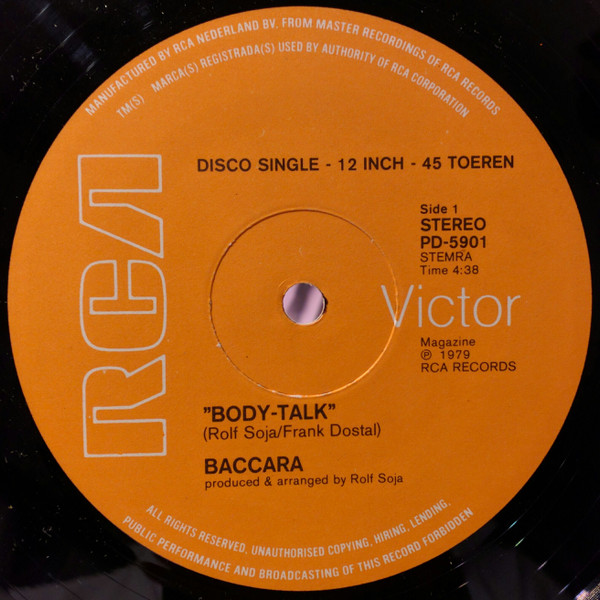 MANUFACTURED BY RCA NEDERLAND BV. FROM MASTER RECORDINGS OF RCA RECORDS
TM(S) MARCA(S) REGISTRADA(S) USED BY AUTHORITY OF RCA CORPORATION
DISCO SINGLE - 12 INCH - 45 TOEREN
RCA
Side 1
STEREO
PD-5901
STEMRA
Time 4:38
Victor
Magazine
℗ 1979
RCA RECORDS
"BODY-TALK"
(Rolf Soja/Frank Dostal)
BACCARA
produced & arranged by Rolf Soja
ALL RIGHTS RESERVED, UNAUTHORISED COPYING, HIRING, LENDING,
PUBLIC PERFORMANCE AND BROADCASTING OF THIS RECORD FORBIDDEN